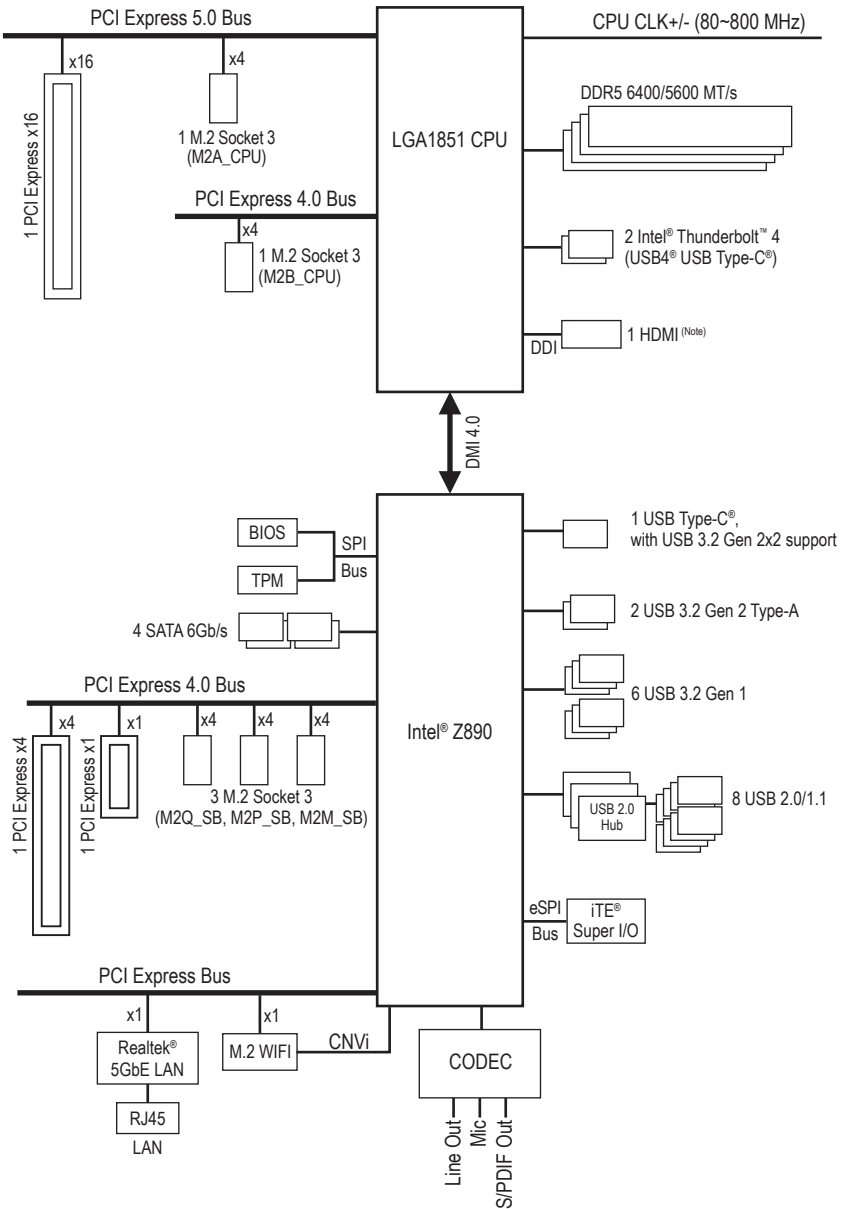 PCI Express 5.0 Bus
CPU CLK+/- (80~800 MHz)
x16
x4
1 PCI Express x16
1 M.2 Socket 3
(M2A_CPU)
LGA1851 CPU
DDR5 6400/5600 MT/s
PCI Express 4.0 Bus
x4
1 M.2 Socket 3
(M2B_CPU)
2 Intel® Thunderbolt™ 4
(USB4® USB Type-C®)
DDI
1 HDMI (Note)
DMI 4.0
BIOS
TPM
SPI
Bus
4 SATA 6Gb/s
1 USB Type-C®,
with USB 3.2 Gen 2x2 support
2 USB 3.2 Gen 2 Type-A
PCI Express 4.0 Bus
x4
x1
x4
x4
x4
1 PCI Express x4
1 PCI Express x1
3 M.2 Socket 3
(M2Q_SB, M2P_SB, M2M_SB)
Intel® Z890
6 USB 3.2 Gen 1
USB 2.0
Hub
8 USB 2.0/1.1
eSPI
Bus
iTE®
Super I/O
PCI Express Bus
x1
x1
Realtek®
5GbE LAN
M.2 WIFI
CNVi
RJ45
LAN
CODEC
Line Out
Mic
S/PDIF Out